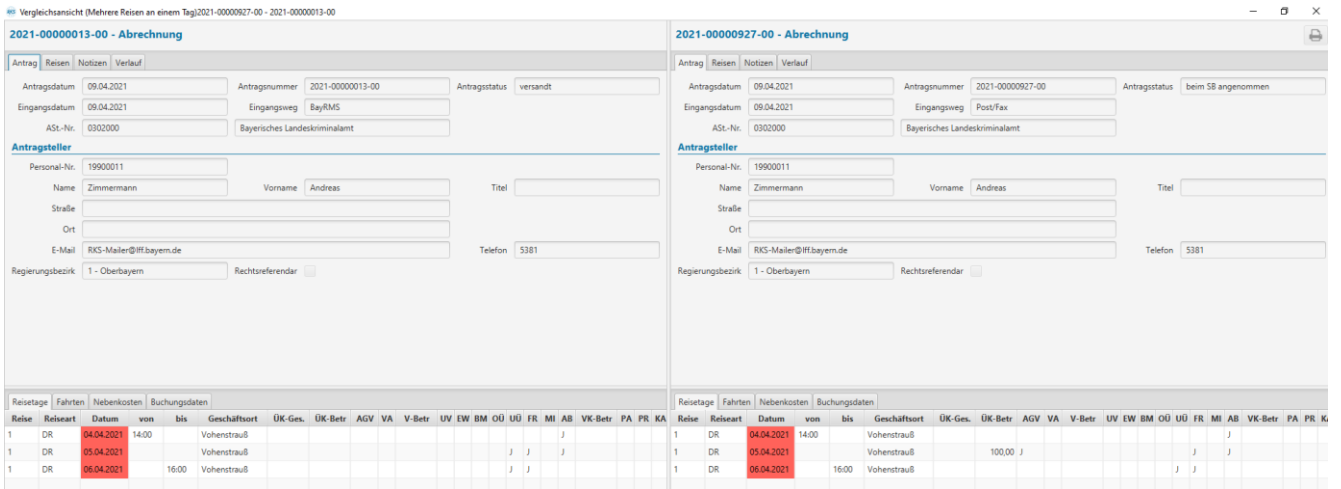 RKS Vergleichsansicht (Mehrere Reisen an einem Tag)2021-00000927-00 - 2021-00000013-00
2021-00000013-00 - Abrechnung
Antrag Reisen Notizen Verlauf
Antragsdatum 09.04.2021 Antragsnummer 2021-00000013-00 Antragsstatus versandt
Eingangsdatum 09.04.2021 Eingangsweg BayRMS
ASt.-Nr. 0302000 Bayerisches Landeskriminalamt
Antragsteller
Personal-Nr. 19900011
Name Zimmermann Vorname Andreas Titel
Straße
Ort
E-Mail RKS-Mailer@lff.bayern.de Telefon 5381
Regierungsbezirk 1 - Oberbayern Rechtsreferendar
Reisetage Fahrten Nebenkosten Buchungsdaten
Reise Reiseart Datum von bis Geschäftsort ÜK-Ges. ÜK-Betr AGV VA V-Betr UV EW BM OÜ UÜ FR MI AB VK-Betr PA PR KA
1 DR 04.04.2021 14:00 Vohenstrauß J
1 DR 05.04.2021 Vohenstrauß J J J
1 DR 06.04.2021 16:00 Vohenstrauß J J
2021-00000927-00 - Abrechnung
Antrag Reisen Notizen Verlauf
Antragsdatum 09.04.2021 Antragsnummer 2021-00000927-00 Antragsstatus beim SB angenommen
Eingangsdatum 09.04.2021 Eingangsweg Post/Fax
ASt.-Nr. 0302000 Bayerisches Landeskriminalamt
Antragsteller
Personal-Nr. 19900011
Name Zimmermann Vorname Andreas Titel
Straße
Ort
E-Mail RKS-Mailer@lff.bayern.de Telefon 5381
Regierungsbezirk 1 - Oberbayern Rechtsreferendar
Reisetage Fahrten Nebenkosten Buchungsdaten
Reise Reiseart Datum von bis Geschäftsort ÜK-Ges. ÜK-Betr AGV VA V-Betr UV EW BM OÜ UÜ FR MI AB VK-Betr PA PR KA
1 DR 04.04.2021 14:00 Vohenstrauß J
1 DR 05.04.2021 Vohenstrauß 100,00 J J J
1 DR 06.04.2021 16:00 Vohenstrauß J J